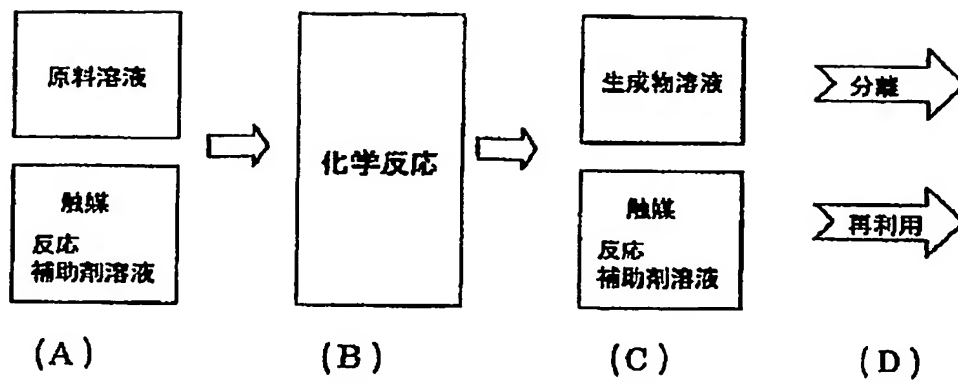 原料溶液
触媒
反応
補助剤溶液
化学反応
生成物溶液
触媒
反応
補助剤溶液
分離
再利用
(A)
(B)
(C)
(D)